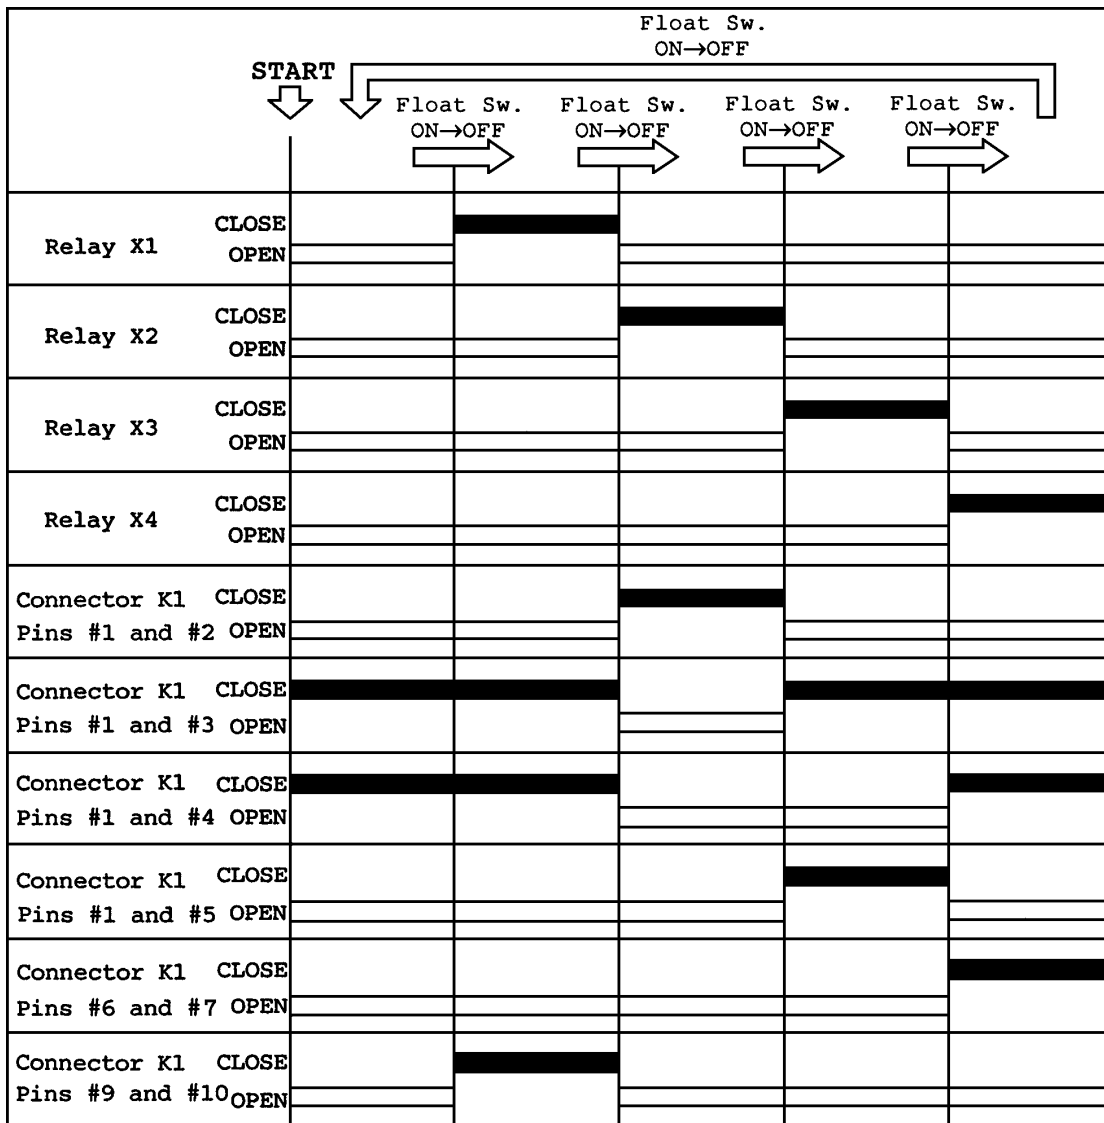 Float Sw.
ON→OFF
START
Float Sw. Float Sw. Float Sw. Float Sw.
ON→OFF ON→OFF ON→OFF ON→OFF
CLOSE
Relay X1
OPEN
CLOSE
Relay X2
OPEN
CLOSE
Relay X3
OPEN
CLOSE
Relay X4
OPEN
Connector K1 CLOSE
Pins #1 and #2 OPEN
Connector K1 CLOSE
Pins #1 and #3 OPEN
Connector K1 CLOSE
Pins #1 and #4 OPEN
Connector K1 CLOSE
Pins #1 and #5 OPEN
Connector K1 CLOSE
Pins #6 and #7 OPEN
Connector K1 CLOSE
Pins #9 and #10 OPEN